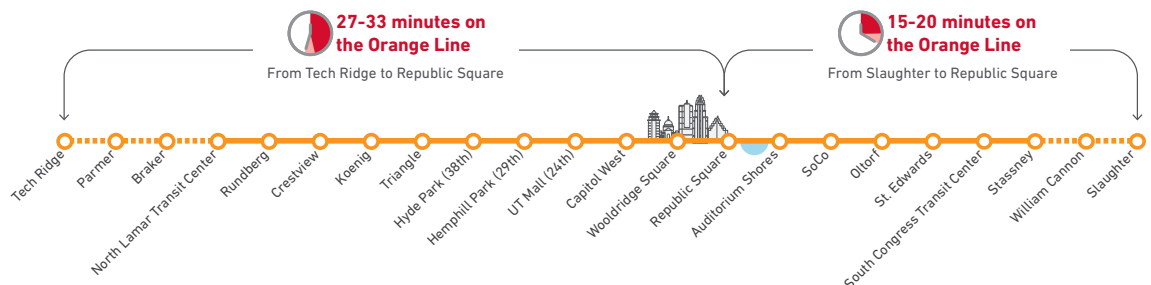 27-33 minutes on
the Orange Line
From Tech Ridge to Republic Square
15-20 minutes on
the Orange Line
From Slaughter to Republic Square
Tech Ridge
Parmer
Braker
North Lamar Transit Center
Rundberg
Crestview
Koenig
Triangle
Hyde Park (38th)
Hemphill Park (29th)
UT Mall (24th)
Capitol West
Wooldridge Square
Republic Square
Auditorium Shores
SoCo
Oltorf
St. Edwards
South Congress Transit Center
Stassney
William Cannon
Slaughter